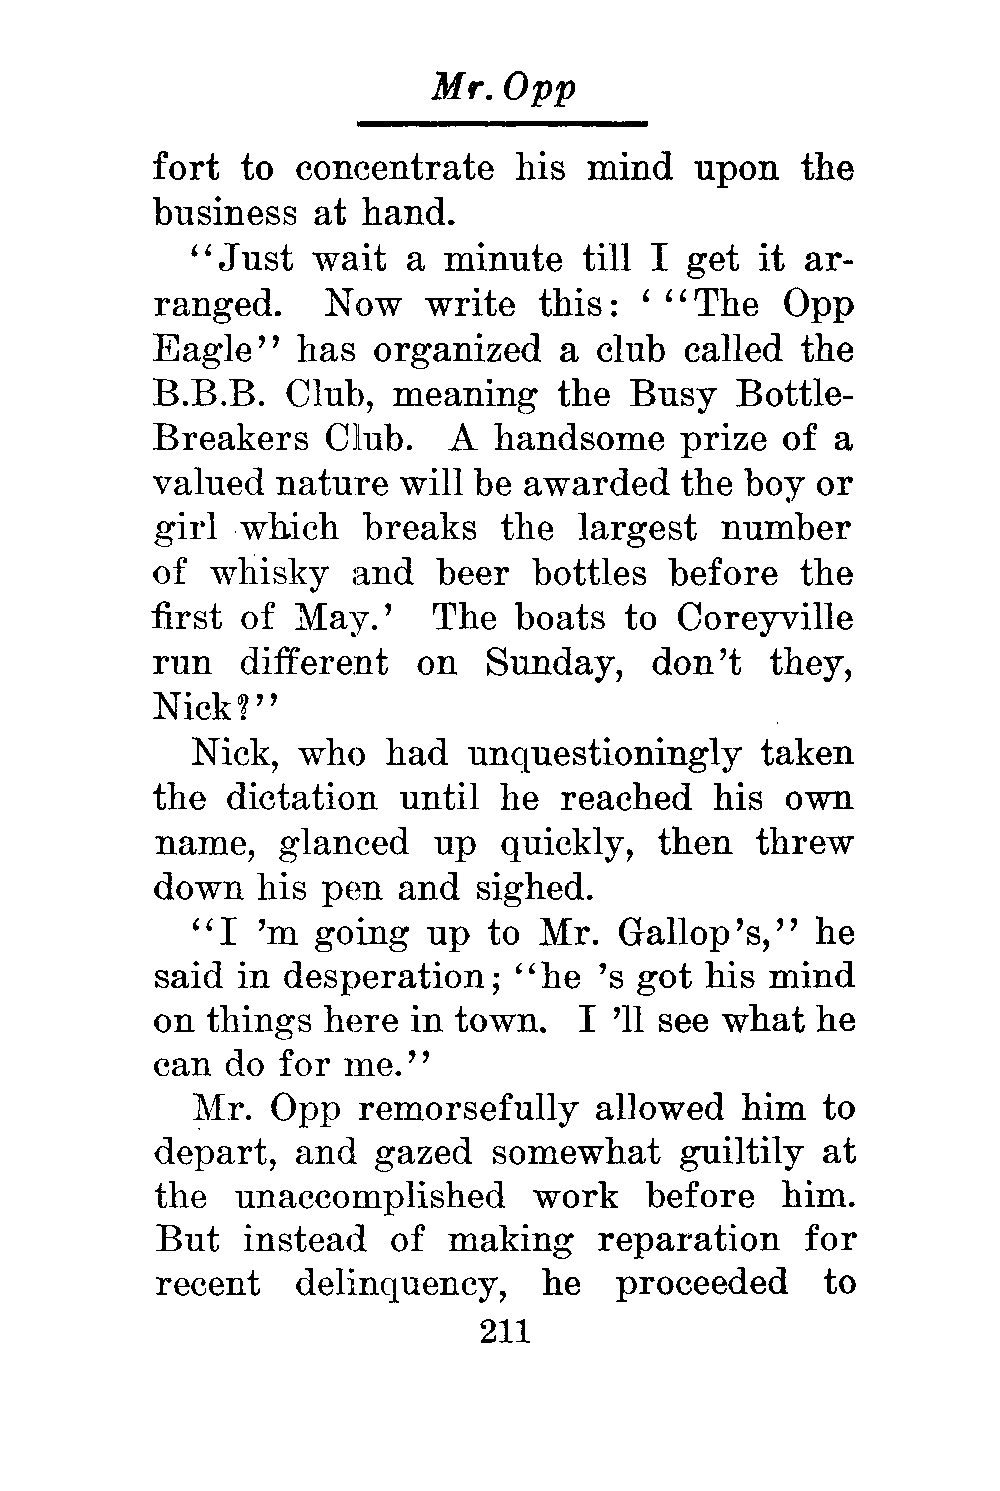 Mr. Opp
fort to concentrate his mind upon the
business at hand.
“Just wait a minute till I get it ar-
ranged. Now write this: ‘ “The Opp
Eagle” has organized a club called the
B.B.B. Club, meaning the Busy Bottle-
Breakers Club. A handsome prize of a
valued nature will be awarded the boy or
girl which breaks the largest number
of whisky and beer bottles before the
first of May.’ The boats to Coreyville
run different on Sunday, don’t they,
Nick?”
Nick, who had unquestioningly taken
the dictation until he reached his own
name, glanced up quickly, then threw
down his pen and sighed.
“I ’m going up to Mr. Gallop’s,” he
said in desperation; “he ’s got his mind
on things here in town. I ’ll see what he
can do for me.”
Mr. Opp remorsefully allowed him to
depart, and gazed somewhat guiltily at
the unaccomplished work before him.
But instead of making reparation for
recent delinquency, he proceeded to
211